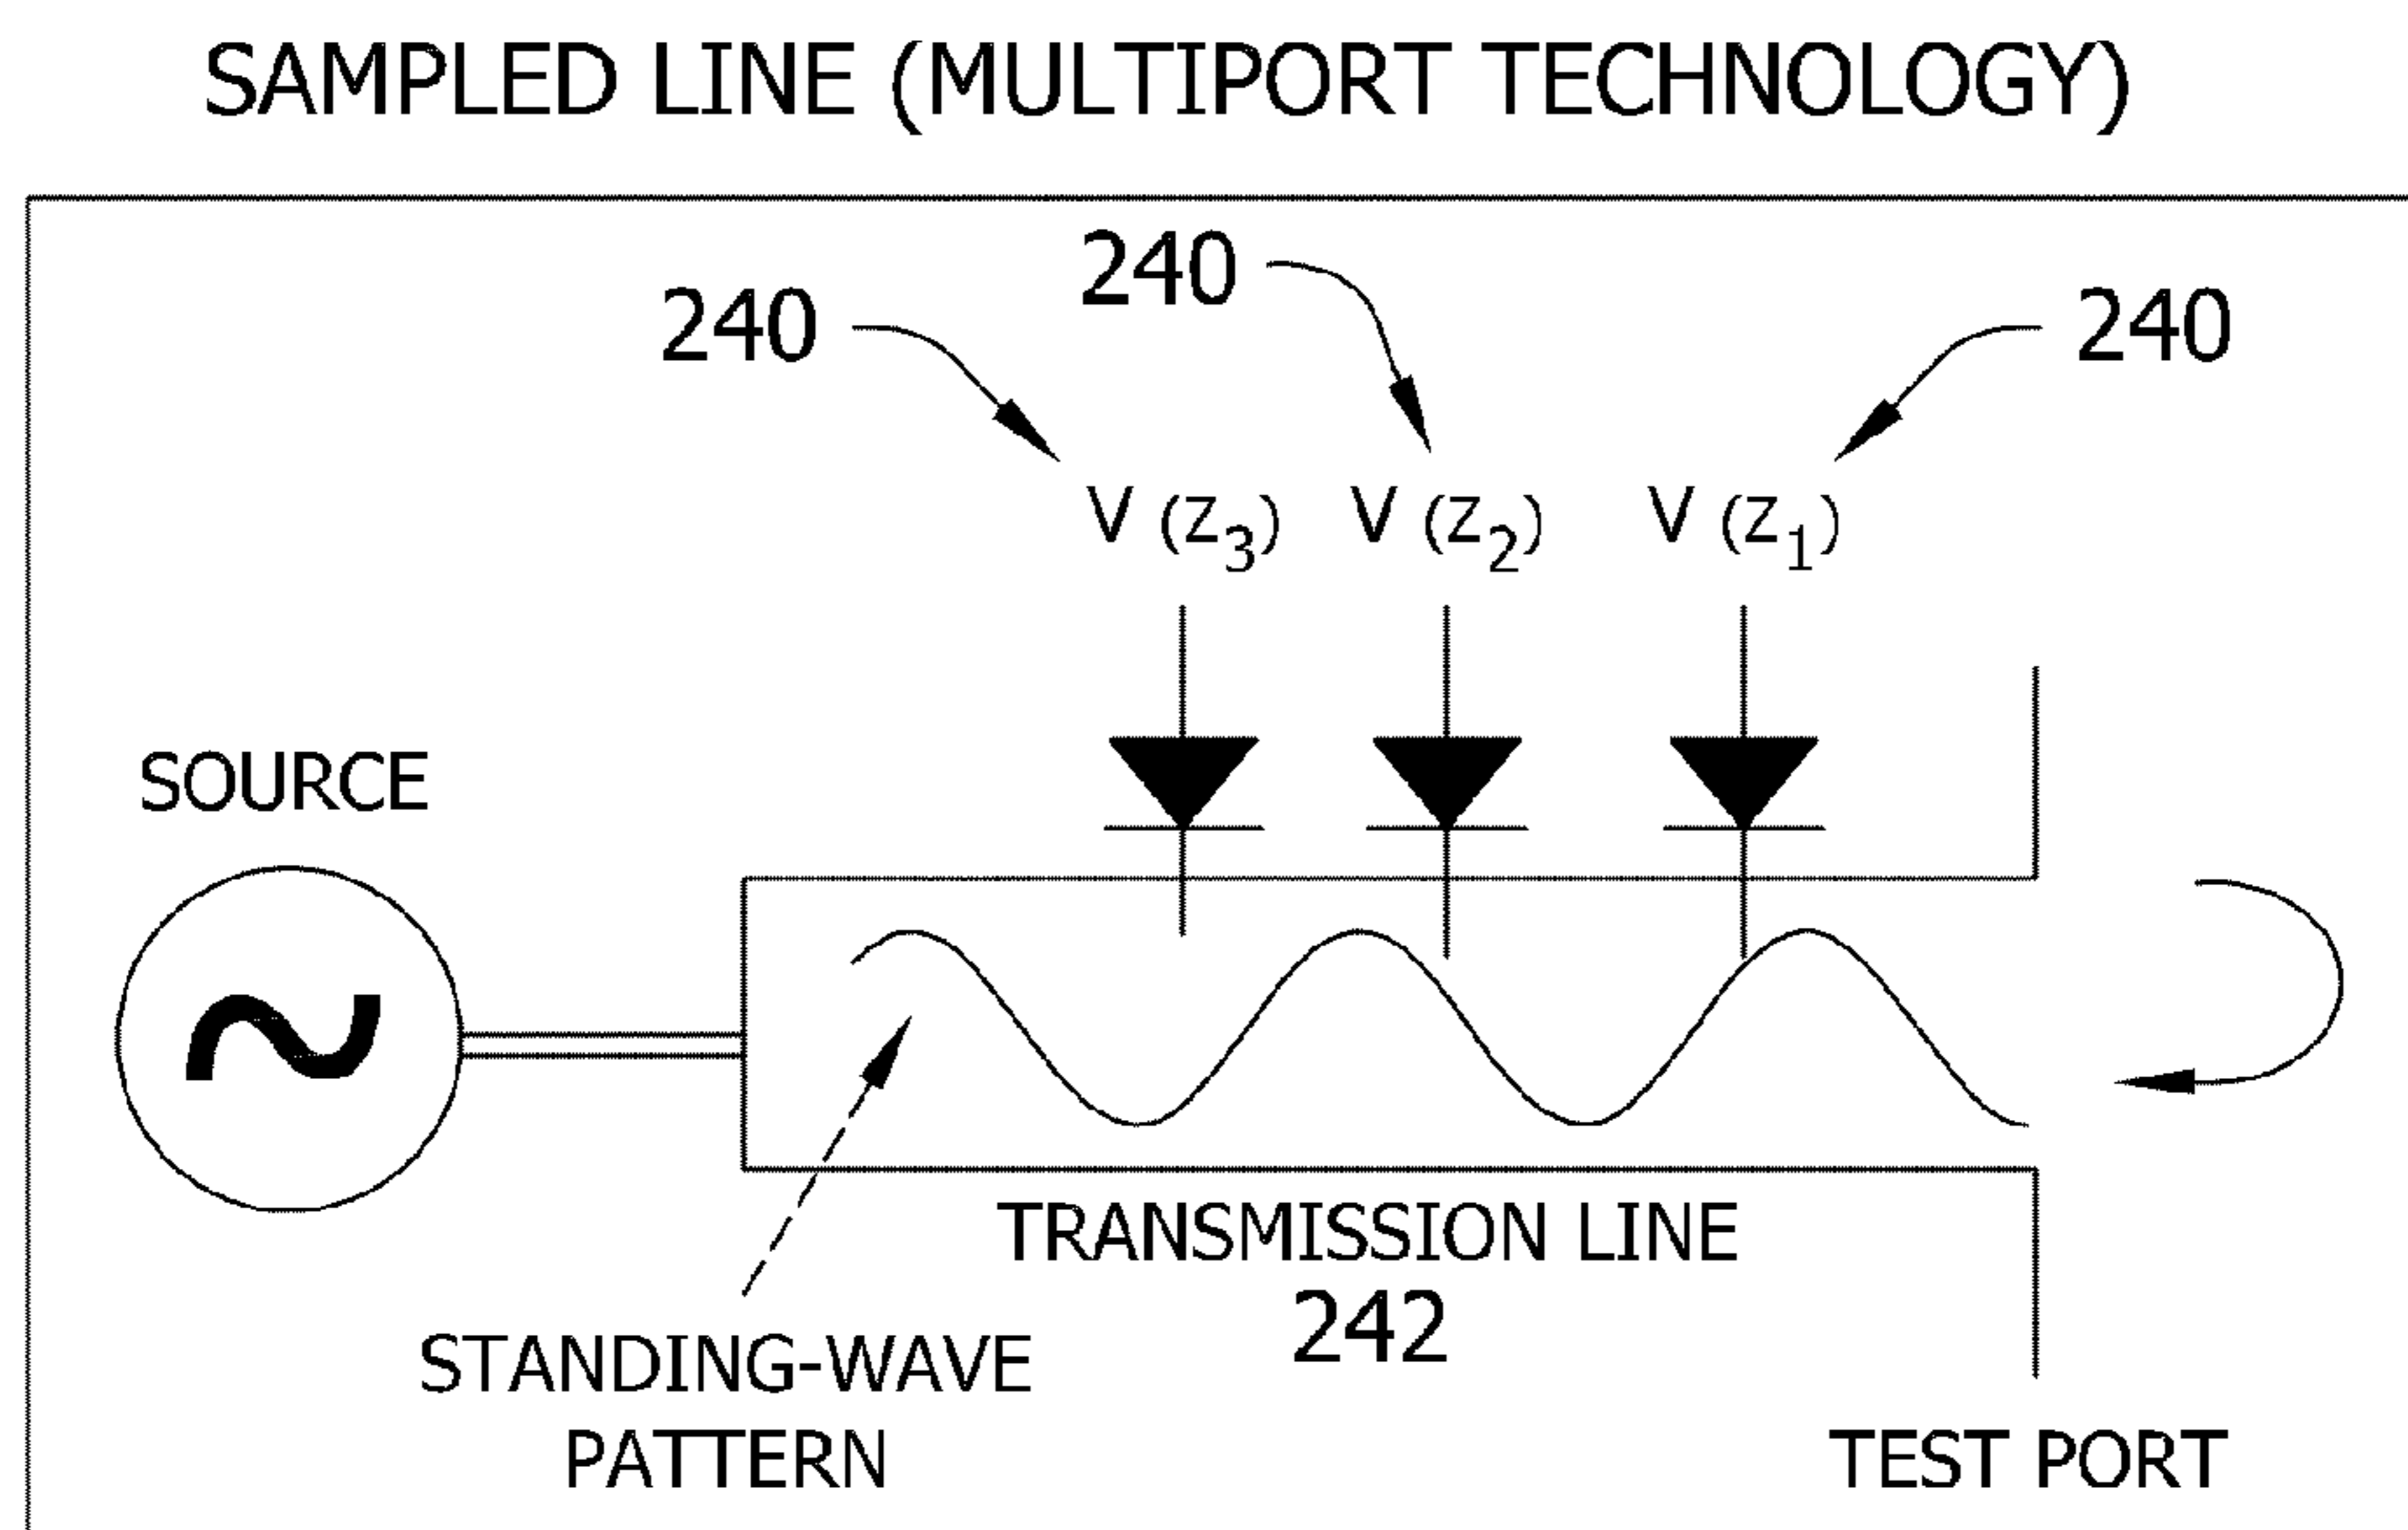 SAMPLED LINE (MULTIPORT TECHNOLOGY)
240
240
240
V (Z3)
V (Z2)
V (Z1)
SOURCE
TRANSMISSION LINE
242
STANDING-WAVE
PATTERN
TEST PORT